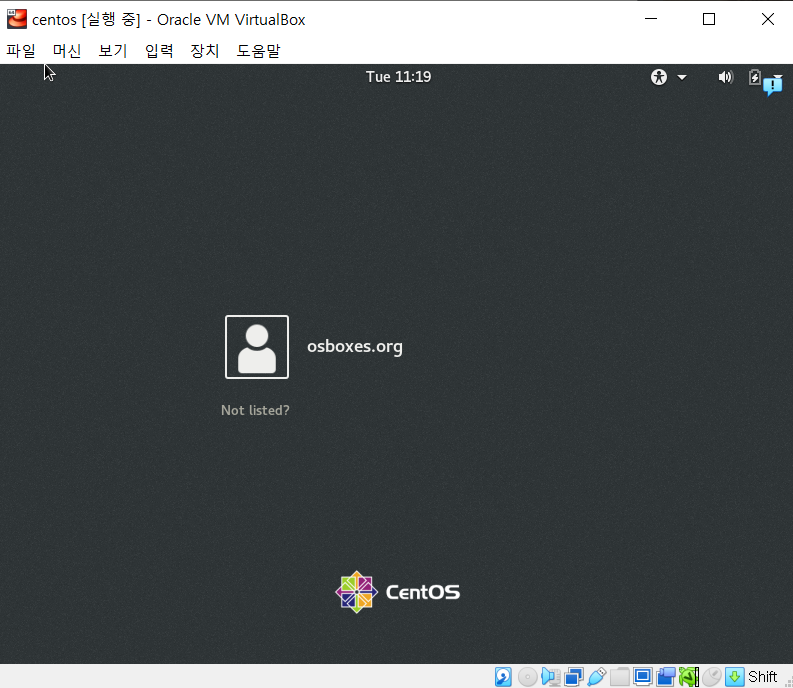 centos [실행 중] - Oracle VM VirtualBox
파일 머신 보기 입력 장치 도움말
Tue 11:19
osboxes.org
Not listed?
CentOS
Shift